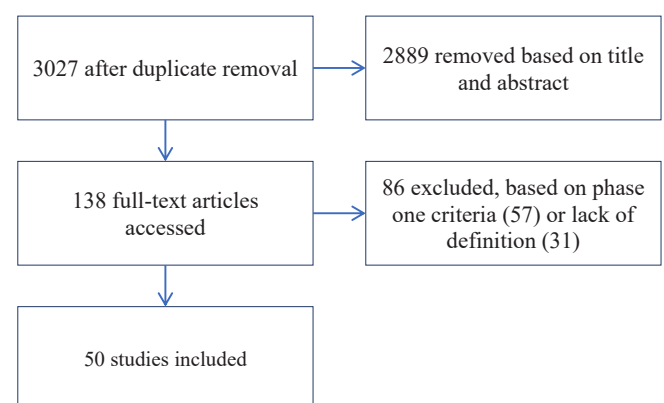 3027 after duplicate removal
2889 removed based on title
and abstract
138 full-text articles
accessed
86 excluded, based on phase
one criteria (57) or lack of
definition (31)
50 studies included